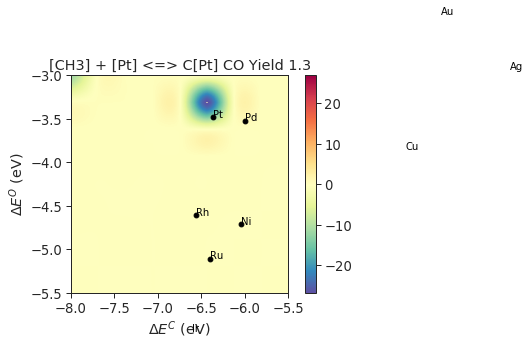 Au
[CH3] + [Pt] <=> C[Pt] CO Yield 1.3
Ag
−3.0
−3.5
−4.0
−4.5
−5.0
−5.5
ΔE^O (eV)
Pt
Pd
Cu
Rh
Ni
Ru
20
10
0
−10
−20
−8.0 −7.5 −7.0 −6.5 −6.0 −5.5
ΔE^C (eV)
Ir